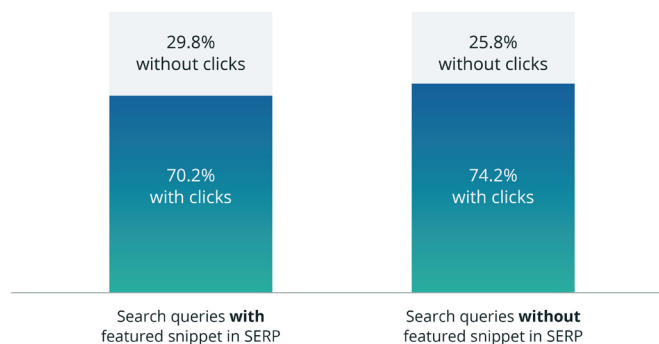 29.8%
without clicks
25.8%
without clicks
70.2%
with clicks
74.2%
with clicks
Search queries with
featured snippet in SERP
Search queries without
featured snippet in SERP